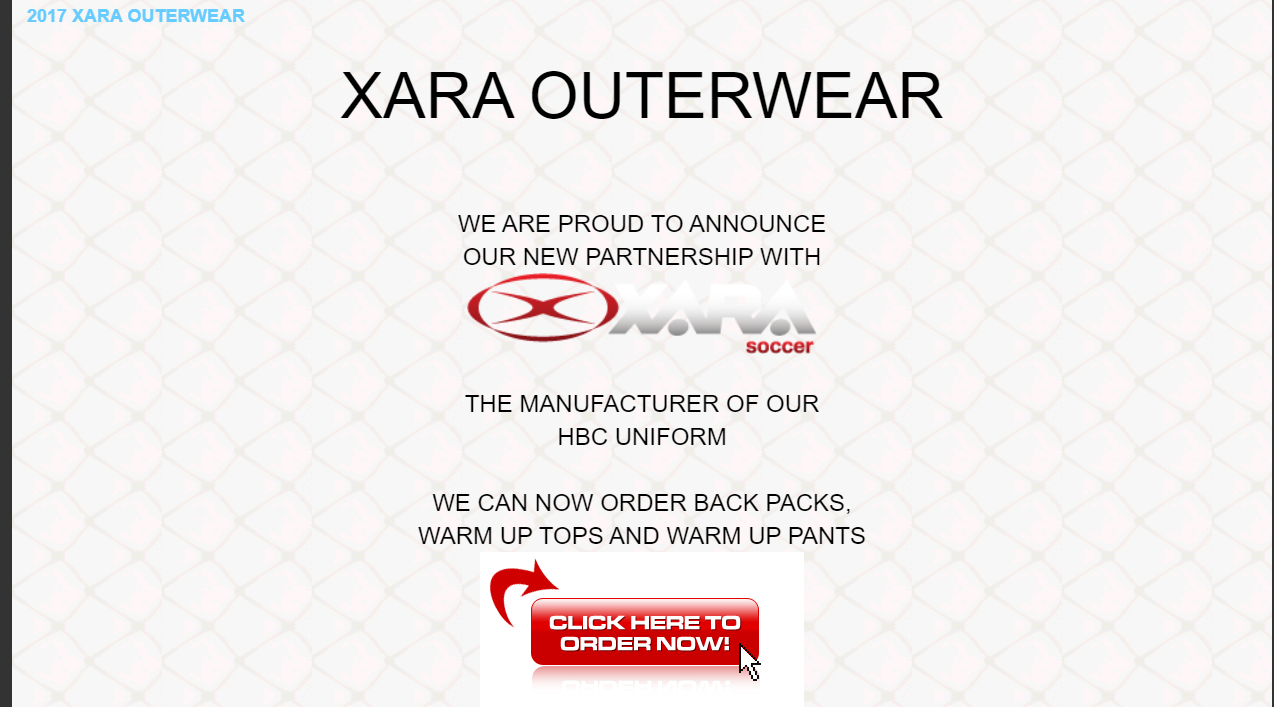 2017 XARA OUTERWEAR
XARA OUTERWEAR
WE ARE PROUD TO ANNOUNCE
OUR NEW PARTNERSHIP WITH
XARA
soccer
THE MANUFACTURER OF OUR
HBC UNIFORM
WE CAN NOW ORDER BACK PACKS,
WARM UP TOPS AND WARM UP PANTS
CLICK HERE TO
ORDER NOW!